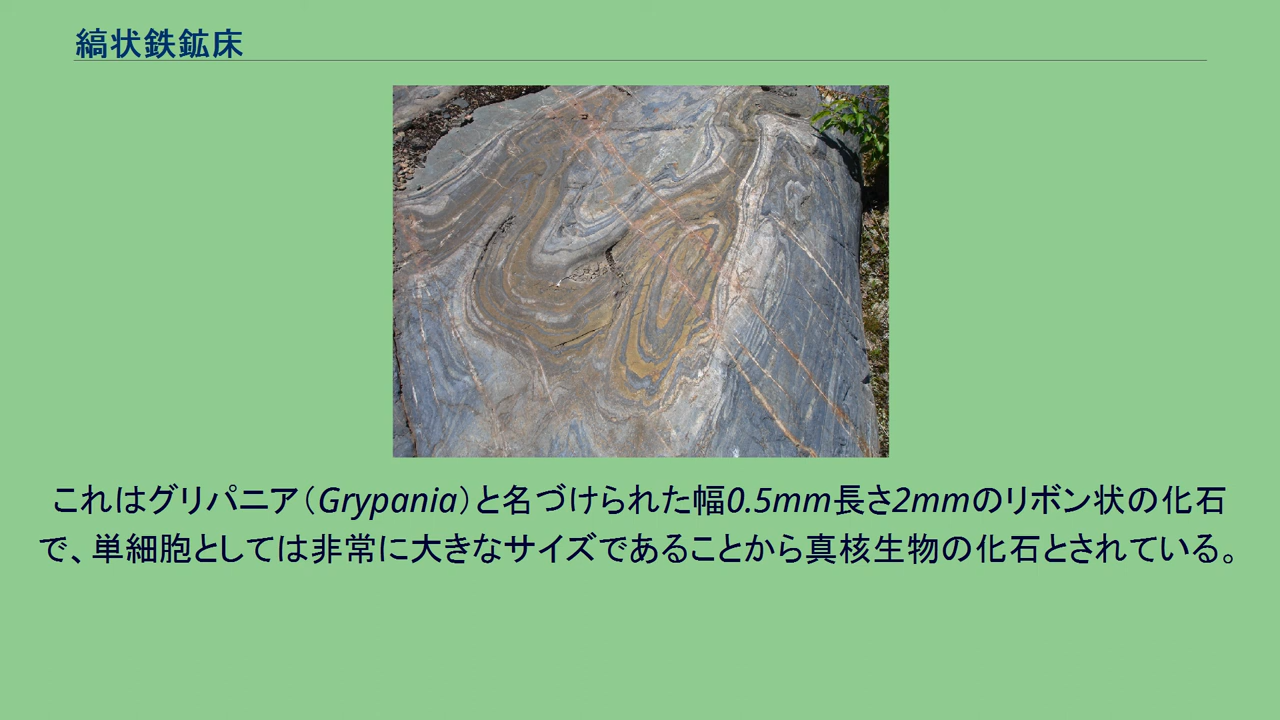 縞状鉄鉱床
これはグリパニア（Grypania）と名づけられた幅0.5mm長さ2mmのリボン状の化石
で、単細胞としては非常に大きなサイズであることから真核生物の化石とされている。